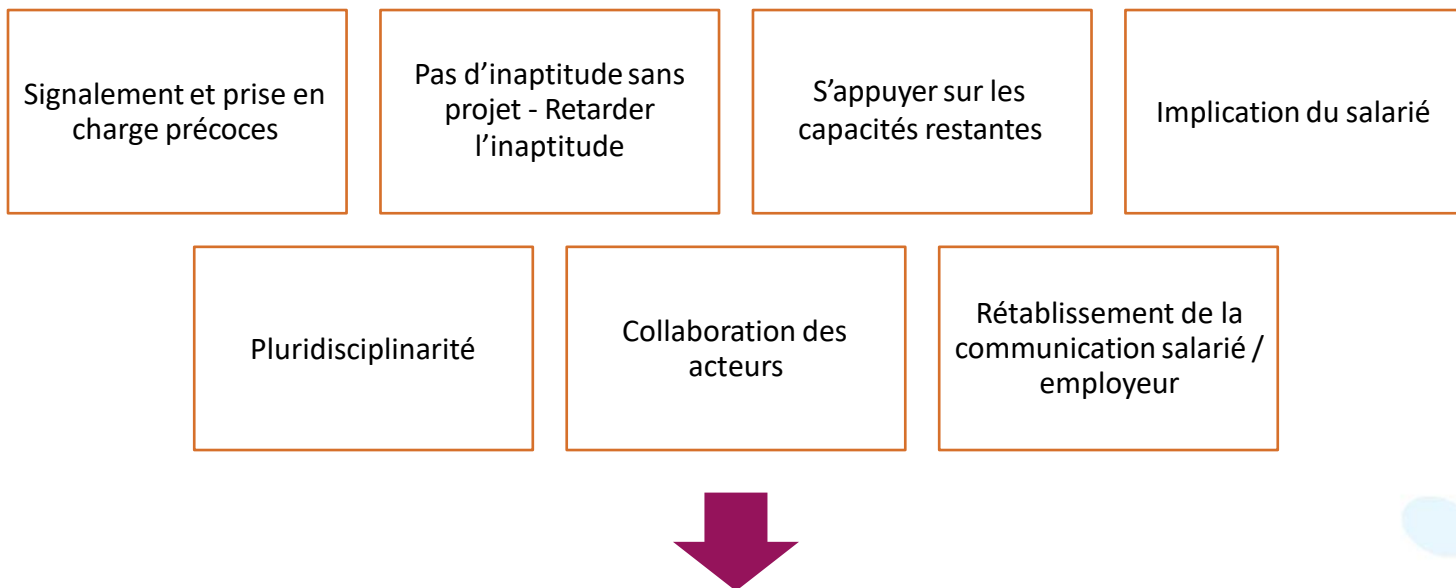 Signalement et prise en
charge précoces
Pas d’inaptitude sans
projet - Retarder
l’inaptitude
S’appuyer sur les
capacités restantes
Implication du salarié
Pluridisciplinarité
Collaboration des
acteurs
Rétablissement de la
communication salarié /
employeur